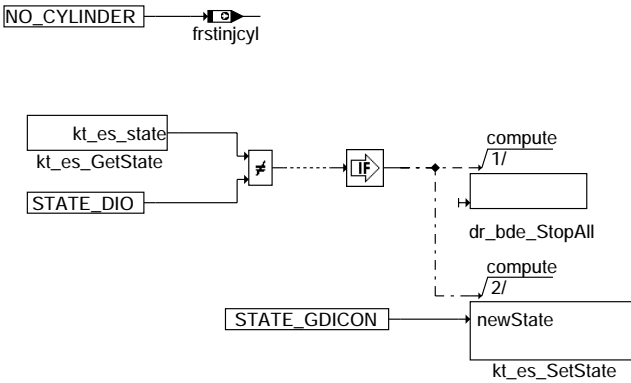 NO_CYLINDER
frstinjcyl
kt_es_state
kt_es_GetState
≠
IF
STATE_DIO
compute
1/
dr_bde_StopAll
compute
2/
STATE_GDICON
newState
kt_es_SetState